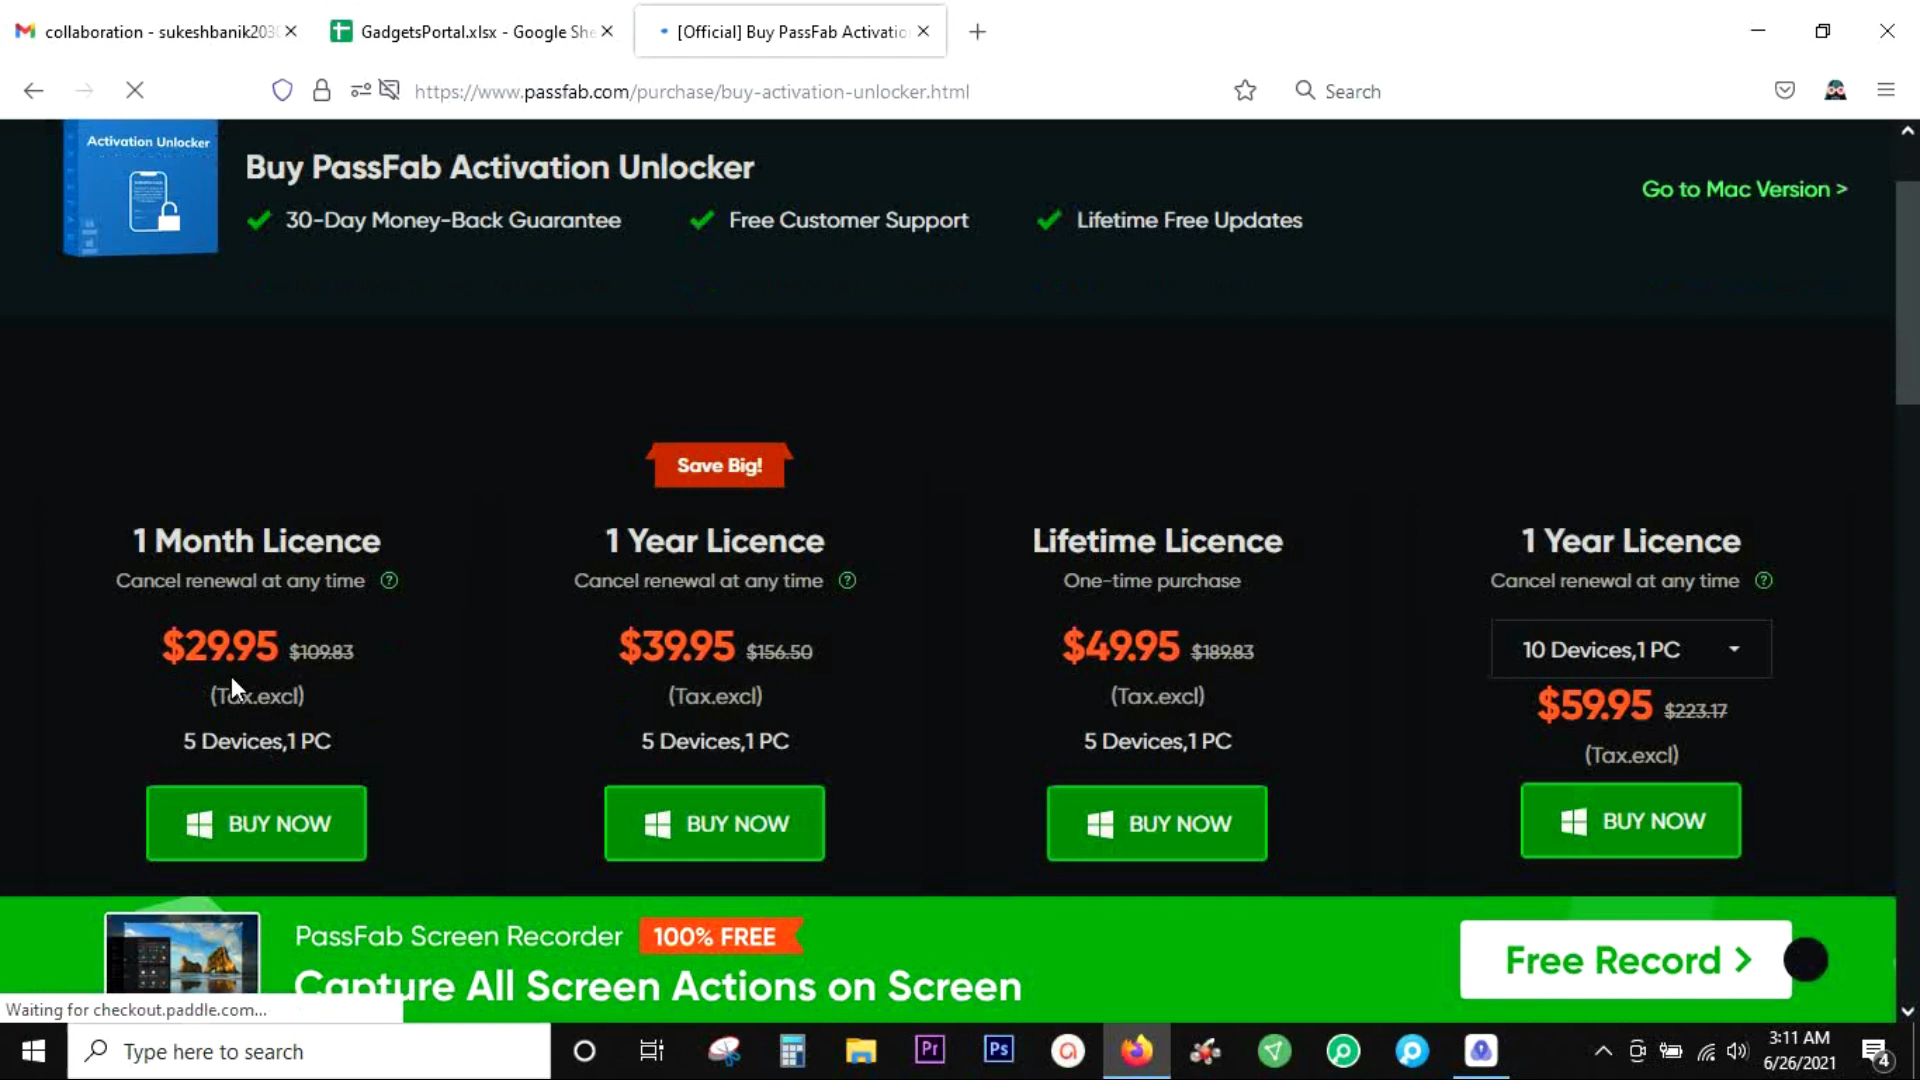 collaboration - sukeshbanik203
GadgetsPortal.xlsx - Google She
[Official] Buy PassFab Activatio
https://www.passfab.com/purchase/buy-activation-unlocker.html
Search
Activation Unlocker
Buy PassFab Activation Unlocker
Go to Mac Version >
30-Day Money-Back Guarantee
Free Customer Support
Lifetime Free Updates
Save Big!
1 Month Licence
Cancel renewal at any time ?
$29.95 $109.83
(Tax.excl)
5 Devices,1 PC
BUY NOW
1 Year Licence
Cancel renewal at any time ?
$39.95 $156.50
(Tax.excl)
5 Devices,1 PC
BUY NOW
Lifetime Licence
One-time purchase
$49.95 $189.83
(Tax.excl)
5 Devices,1 PC
BUY NOW
1 Year Licence
Cancel renewal at any time ?
10 Devices,1 PC
$59.95 $223.17
(Tax.excl)
BUY NOW
PassFab Screen Recorder 100% FREE
Capture All Screen Actions on Screen
Free Record >
Waiting for checkout.paddle.com...
Type here to search
Pr
Ps
3:11 AM
6/26/2021
4